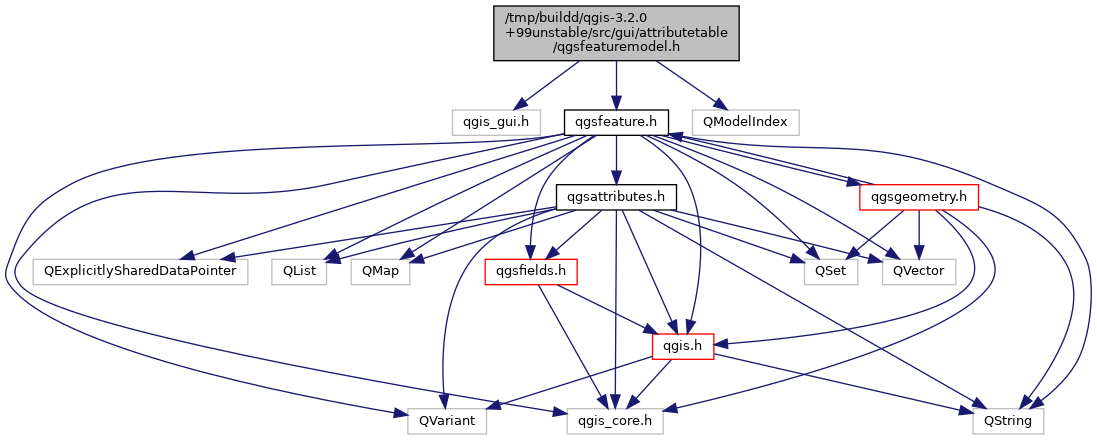 /tmp/buildd/qgis-3.2.0
+99unstable/src/gui/attributetable
/qgsfeaturemodel.h
qgis_gui.h
qgsfeature.h
QModelIndex
qgsattributes.h
qgsgeometry.h
QExplicitlySharedDataPointer
QList
QMap
qgsfields.h
QSet
QVector
qgis.h
QVariant
qgis_core.h
QString